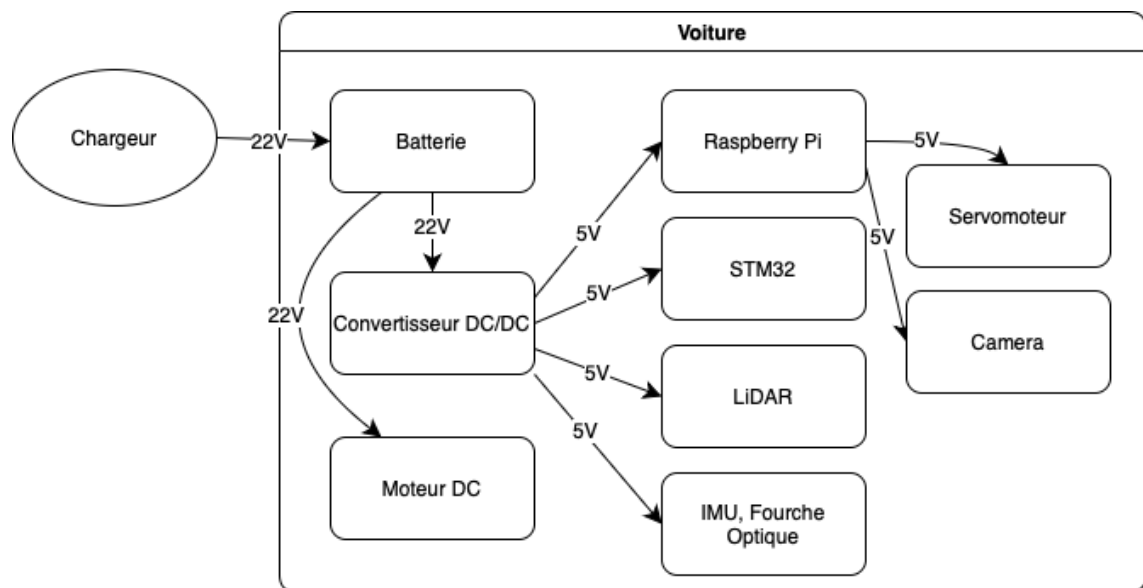 Voiture
Chargeur
22V
Batterie
Raspberry Pi
5V
Servomoteur
22V
5V
5V
STM32
5V
22V
Convertisseur DC/DC
Camera
5V
LiDAR
5V
Moteur DC
IMU, Fourche
Optique